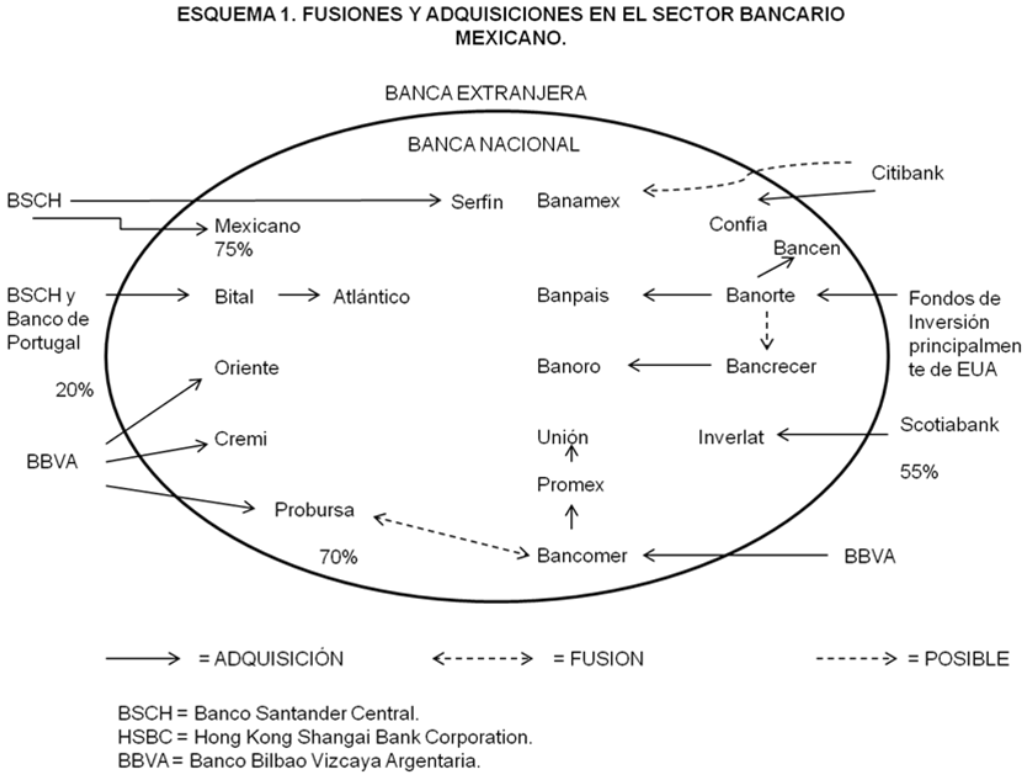 ESQUEMA 1. FUSIONES Y ADQUISICIONES EN EL SECTOR BANCARIO
MEXICANO.
BANCA EXTRANJERA
BANCA NACIONAL
Citibank
BSCH
Serfin
Banamex
Mexicano
75%
Confia
Bancen
BSCH y
Banco de
Portugal
20%
Bital
Atlántico
Banpais
Banorte
Fondos de
Inversión
principalmen
te de EUA
Oriente
Banoro
Bancrecer
Cremi
Unión
Inverlat
Scotiabank
55%
BBVA
Promex
Probursa
70%
Bancomer
BBVA
= ADQUISICIÓN
= FUSION
= POSIBLE
BSCH = Banco Santander Central.
HSBC = Hong Kong Shangai Bank Corporation.
BBVA = Banco Bilbao Vizcaya Argentaria.